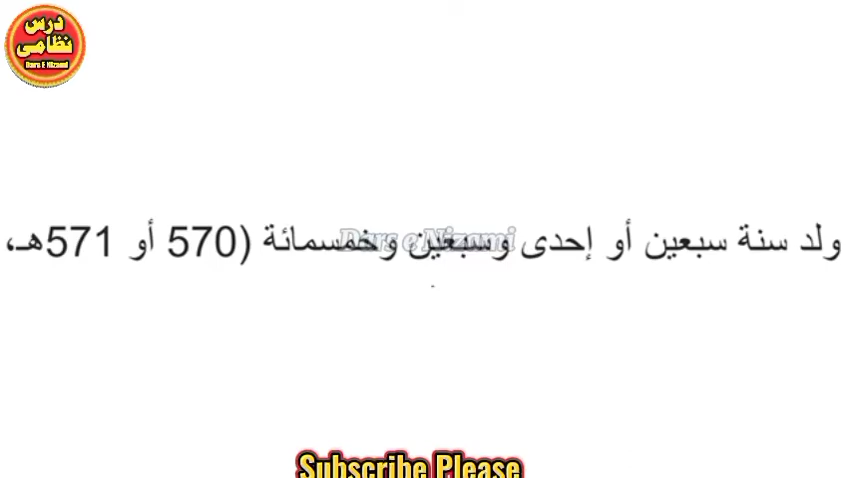 درس
نظامی
Dars E Nizami
ولد سنة سبعين أو إحدى وسبعين وخمسمائة (570 أو 571هـ،
Dars e Nizami
Subscribe Please